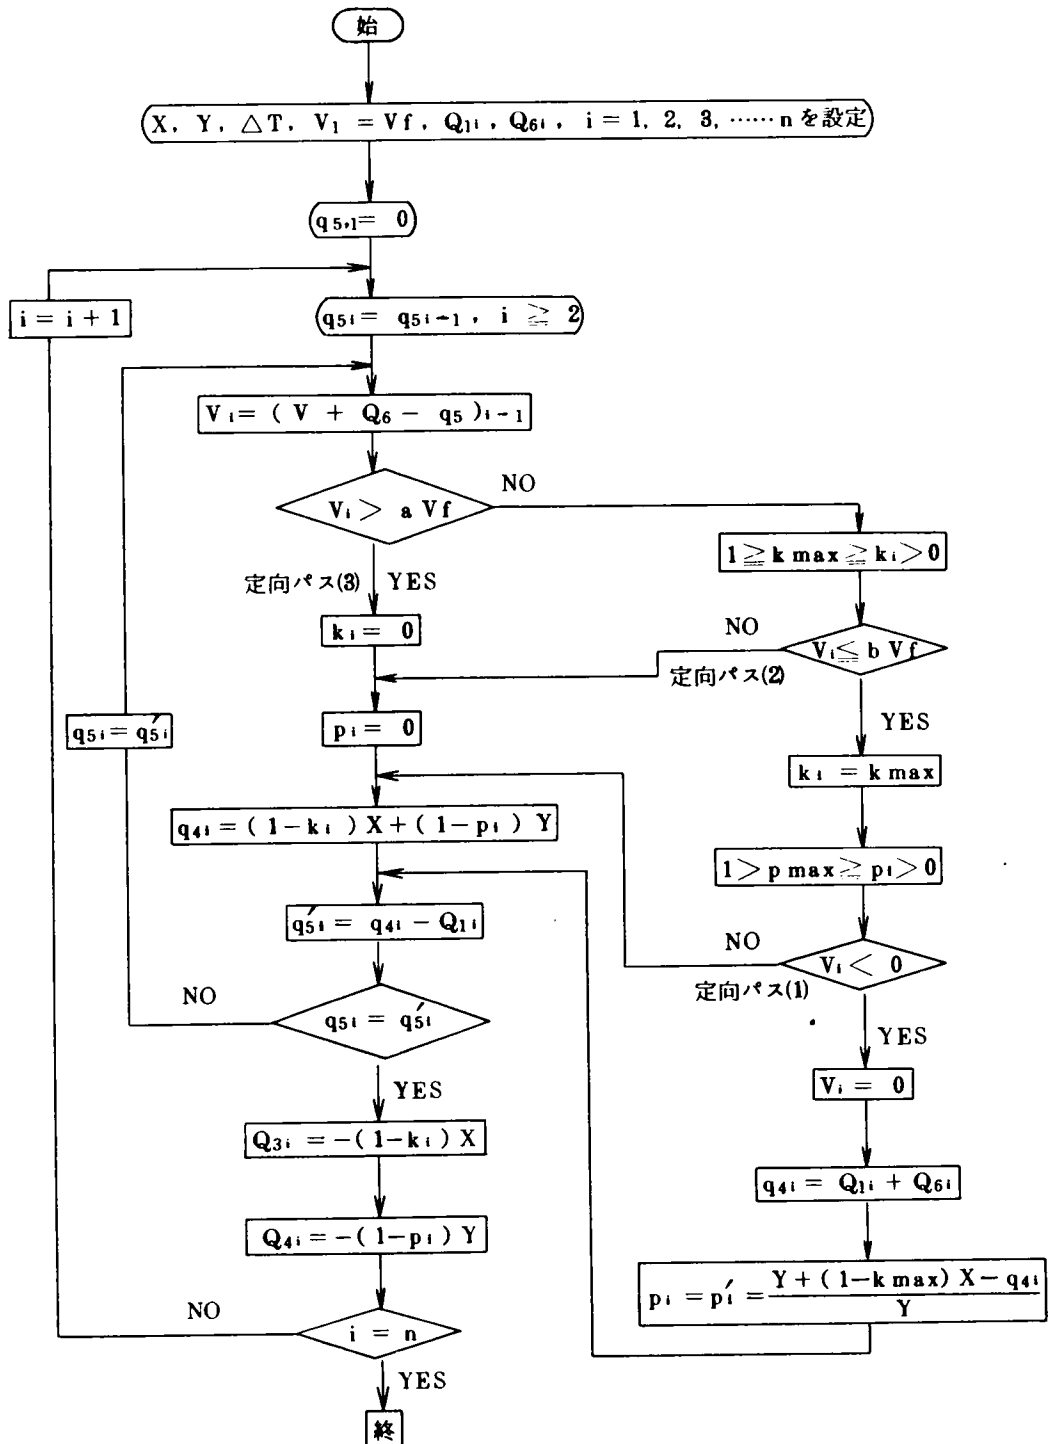 始
X, Y, △T, V₁ = Vf, Q₁ᵢ, Q₆ᵢ, i = 1, 2, 3, ……n を設定
q₅,₁ = 0
i = i + 1
q₅ᵢ = q₅ᵢ₋₁, i ≧ 2
Vᵢ = ( V + Q₆ − q₅ )ᵢ₋₁
Vᵢ > a Vf
NO
1 ≧ k max ≧ kᵢ > 0
定向パス(3)
YES
kᵢ = 0
NO
Vᵢ ≦ b Vf
定向パス(2)
q₅ᵢ = q₅′ᵢ
pᵢ = 0
YES
kᵢ = k max
q₄ᵢ = ( 1−kᵢ ) X + ( 1−pᵢ ) Y
1 > p max ≧ pᵢ > 0
q₅′ᵢ = q₄ᵢ − Q₁ᵢ
NO
Vᵢ < 0
定向パス(1)
NO
q₅ᵢ = q₅′ᵢ
YES
YES
Vᵢ = 0
Q₃ᵢ = −( 1−kᵢ ) X
q₄ᵢ = Q₁ᵢ + Q₆ᵢ
Q₄ᵢ = −( 1−pᵢ ) Y
pᵢ = pᵢ′ = Y + ( 1−k max ) X − q₄ᵢ / Y
NO
i = n
YES
終